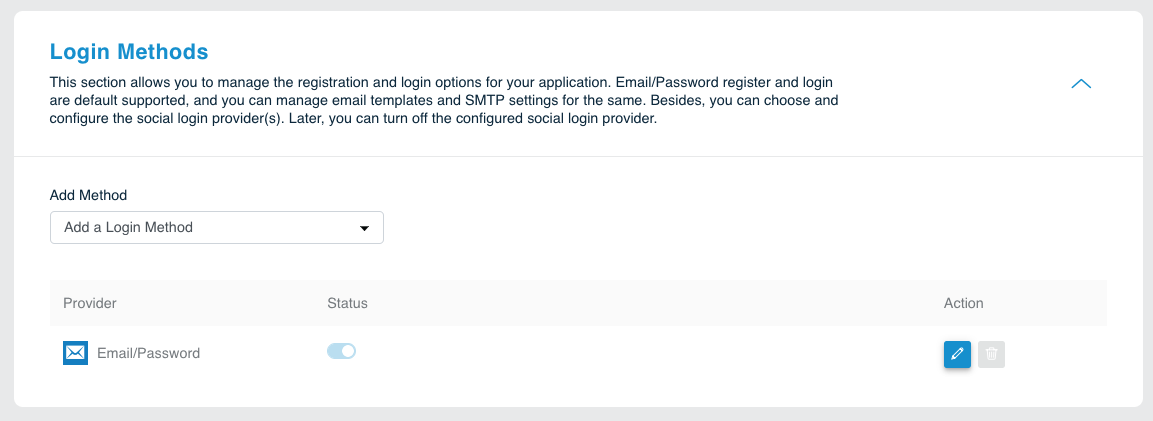 Login Methods
This section allows you to manage the registration and login options for your application. Email/Password register and login
are default supported, and you can manage email templates and SMTP settings for the same. Besides, you can choose and
configure the social login provider(s). Later, you can turn off the configured social login provider.
Add Method
Add a Login Method
Provider Status Action
Email/Password